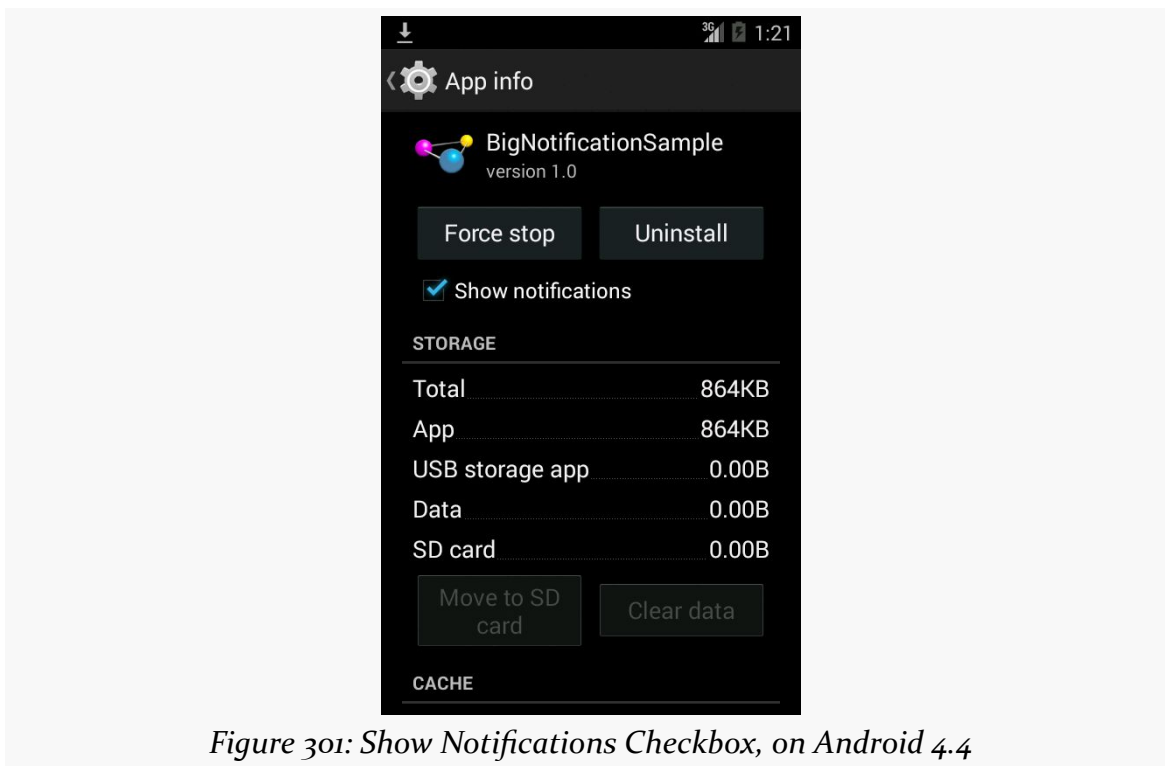 3G 1:21
App info
BigNotificationSample
version 1.0
Force stop Uninstall
Show notifications
STORAGE
Total 864KB
App 864KB
USB storage app 0.00B
Data 0.00B
SD card 0.00B
Move to SD
card
Clear data
CACHE
Figure 301: Show Notifications Checkbox, on Android 4.4